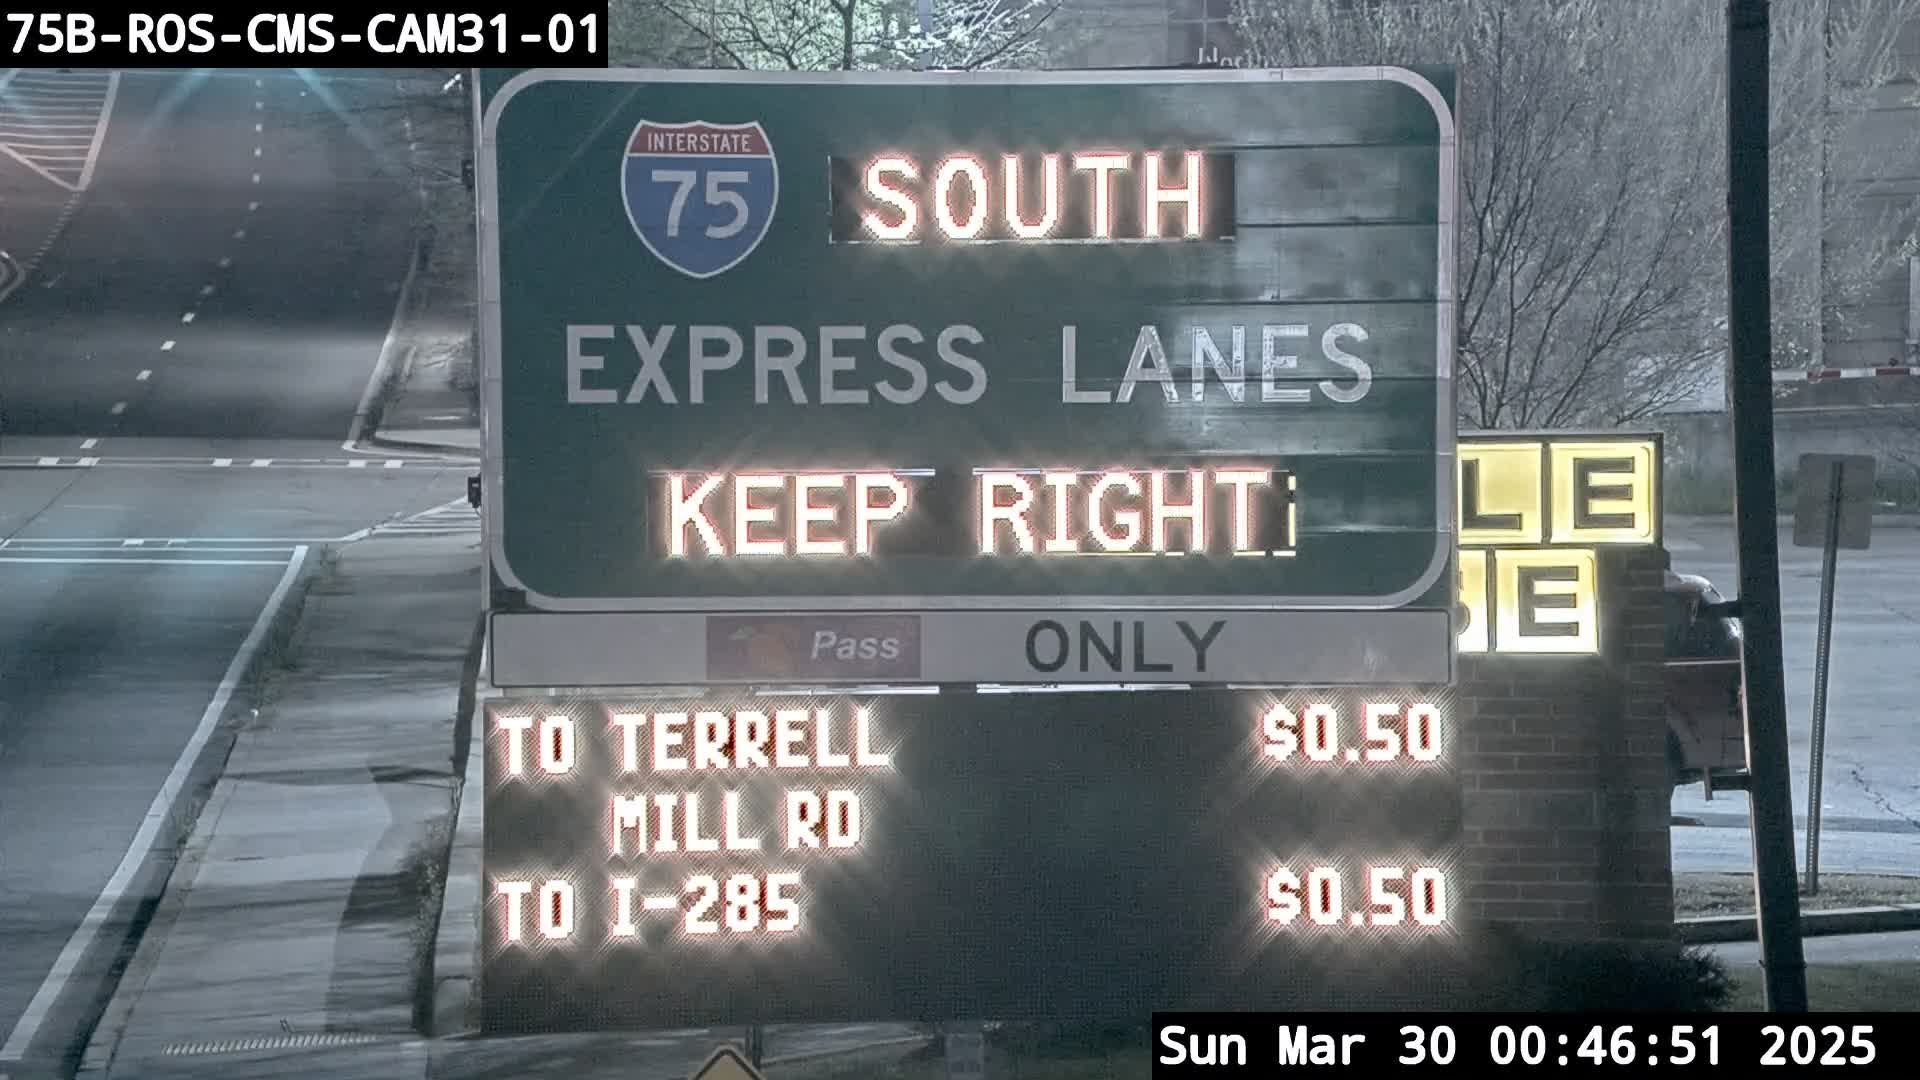 75B-ROS-CMS-CAM31-01
INTERSTATE
75
SOUTH
EXPRESS LANES
KEEP RIGHT
Pass ONLY
TO TERRELL $0.50
MILL RD
TO I-285 $0.50
LE
E
Sun Mar 30 00:46:51 2025